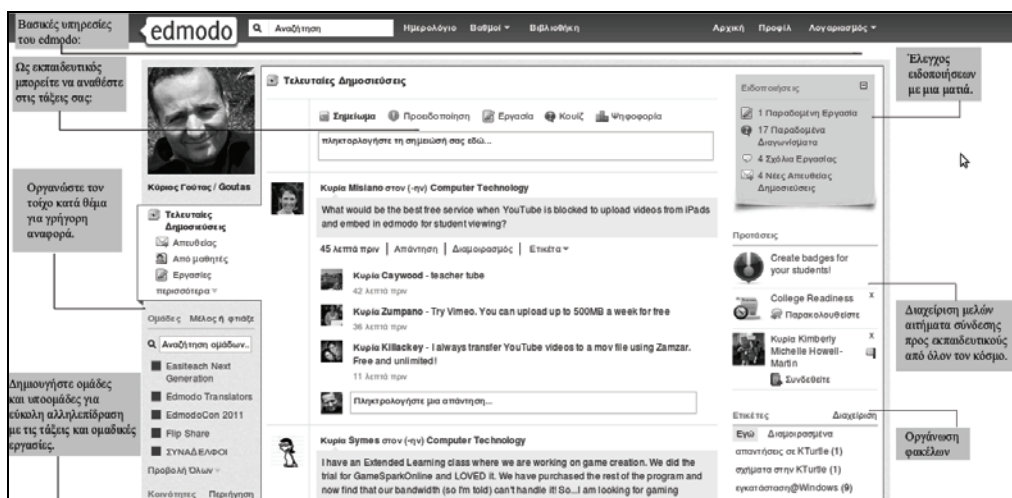 Βασικές υπηρεσίες
του edmodo:
edmodo
Αναζήτηση
Ημερολόγιο Βαθμοί Βιβλιοθήκη
Αρχική Προφίλ Λογαριασμός
Ως εκπαιδευτικός
μπορείτε να αναθέστε
στις τάξεις σας:
Οργανώστε τον
τοίχο κατά θέμα
για γρήγορη
αναφορά.
Δημιουγήστε ομάδες
και υποομάδες για
εύκολη αλληλεπίδραση
με τις τάξεις και ομαδικές
εργασίες.
Κύριος Γούτας / Goutas
Τελευταίες
Δημοσιεύσεις
Απευθείας
Από μαθητές
Εργασίες
περισσότερα
Ομάδες Μέλος ή φτιάξε
Αναζήτηση ομάδων..
Easiteach Next
Generation
Edmodo Translators
EdmodoCon 2011
Flip Share
ΣΥΝΑΔΕΛΦΟΙ
Προβολή Όλων
Κοινότητες Περιήγηση
Τελευταίες Δημοσιεύσεις
Σημείωμα Προειδοποίηση Εργασία Κουίζ Ψηφοφορία
πληκτορλογήστε τη σημειώσή σας εδώ...
Κυρία Misiano στον (-ην) Computer Technology
What would be the best free service when YouTube is blocked to upload videos from iPads
and embed in edmodo for student viewing?
45 λεπτά πριν | Απάντηση | Διαμοιρασμός | Ετικέτα
Κυρία Caywood - teacher tube
42 λεπτά πριν
Κυρία Zumpano - Try Vimeo. You can upload up to 500MB a week for free
36 λεπτά πριν
Κυρία Killackey - I always transfer YouTube videos to a mov file using Zamzar.
Free and unlimited!
11 λεπτά πριν
Πληκτρολογήστε μια απάντηση...
Κυρία Symes στον (-ην) Computer Technology
I have an Extended Learning class where we are working on game creation. We did the
trial for GameSparkOnline and LOVED it. We have purchased the rest of the program and
now find that our bandwidth (so I'm told) can't handle it! So...I am looking for gaming
Ειδοποιήσεις
1 Παραδομένη Εργασία
17 Παραδομένα
Διαγωνίσματα
4 Σχόλια Εργασίας
4 Νέες Απευθείας
Δημοσιεύσεις
Προτάσεις
Create badges for
your students!
College Readiness x
Παρακολουθείστε
Κυρία Kimberly x
Michelle Howell-
Martin
Συνδεθείτε
Ετικέτες Διαχείριση
Εγώ Διαμοιρασμένα
απαντήσεις σε KTurtle (1)
σχήματα στην KTurtle (1)
εγκατάσταση@Windows (9)
Έλεγχος
ειδοποιήσεων
με μια ματιά.
Διαχείριση μελών
αιτήματα σύνδεσης
προς εκπαιδευτικούς
από όλον τον κόσμο.
Οργάνωση
φακέλων